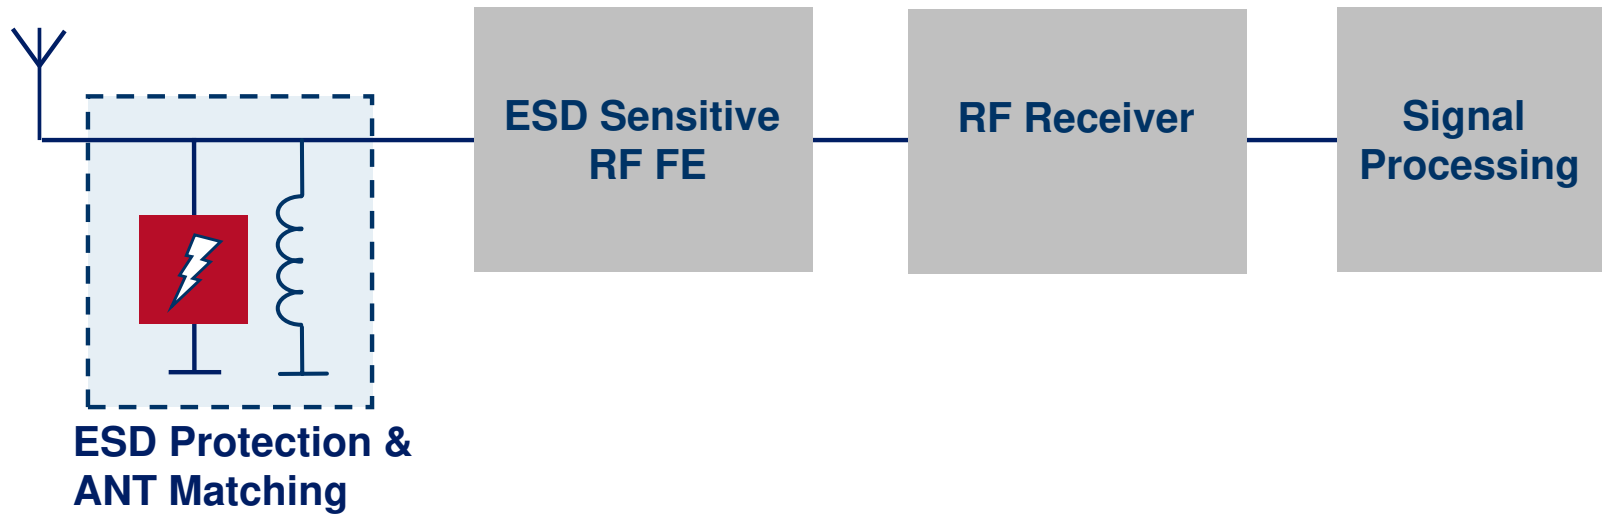 ESD Sensitive
RF FE
RF Receiver
Signal
Processing
ESD Protection &
ANT Matching